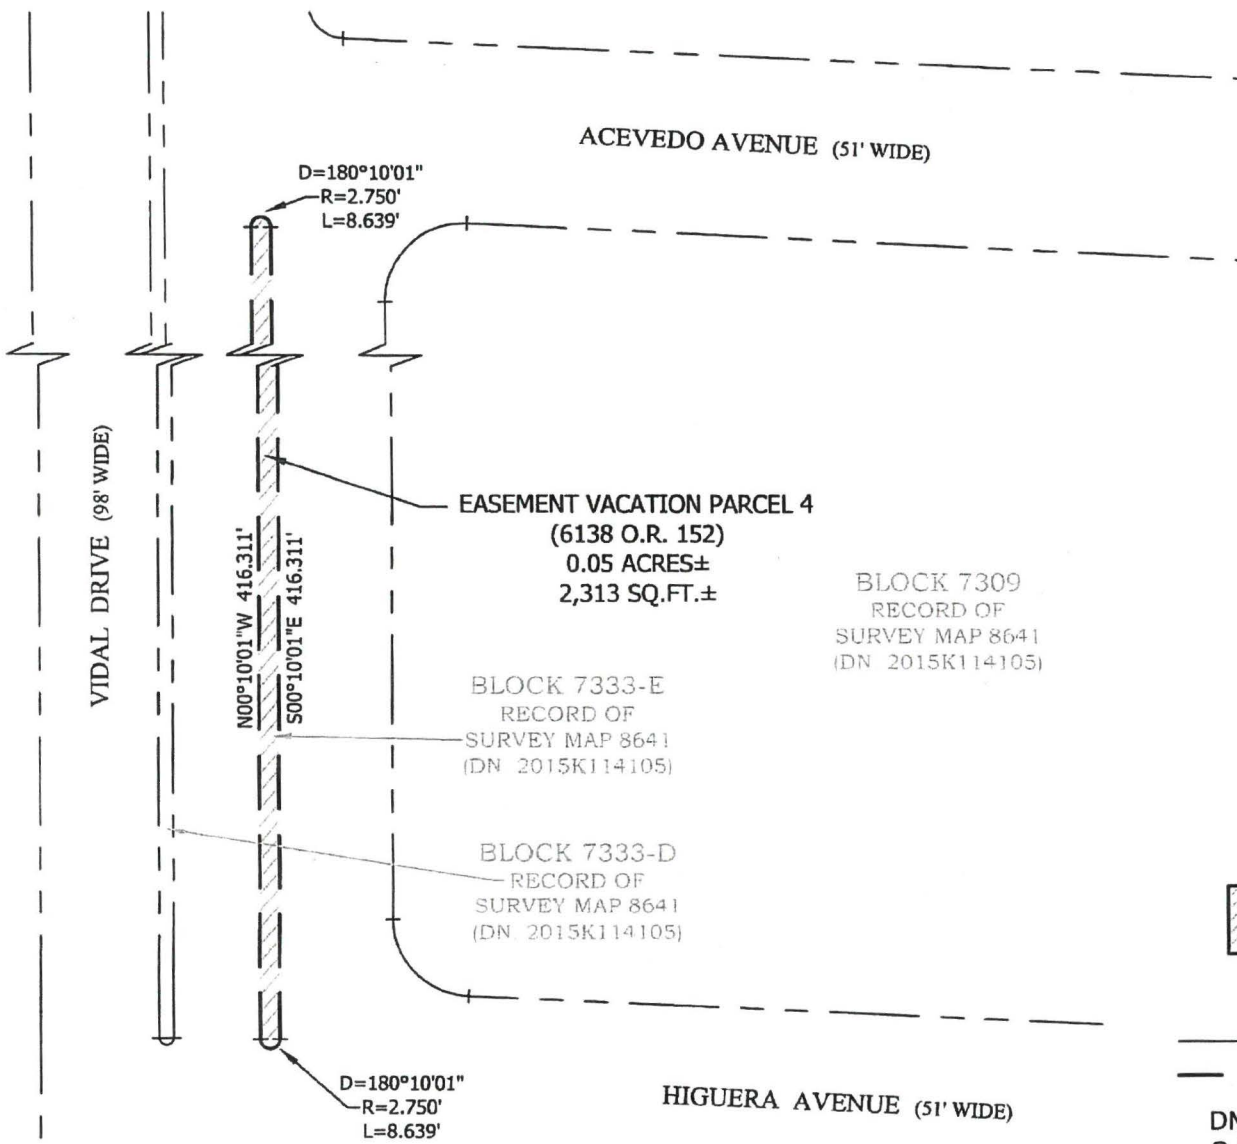 ACEVEDO AVENUE (51' WIDE)
D=180°10'01"
R=2.750'
L=8.639'
VIDAL DRIVE (98' WIDE)
N00°10'01"W 416.311'
S00°10'01"E 416.311'
EASEMENT VACATION PARCEL 4
(6138 O.R. 152)
0.05 ACRES±
2,313 SQ.FT.±
BLOCK 7309
RECORD OF
SURVEY MAP 8641
(DN 2015K114105)
BLOCK 7333-E
RECORD OF
SURVEY MAP 8641
(DN 2015K114105)
BLOCK 7333-D
RECORD OF
SURVEY MAP 8641
(DN. 2015K114105)
D=180°10'01"
R=2.750'
L=8.639'
HIGUERA AVENUE (51' WIDE)